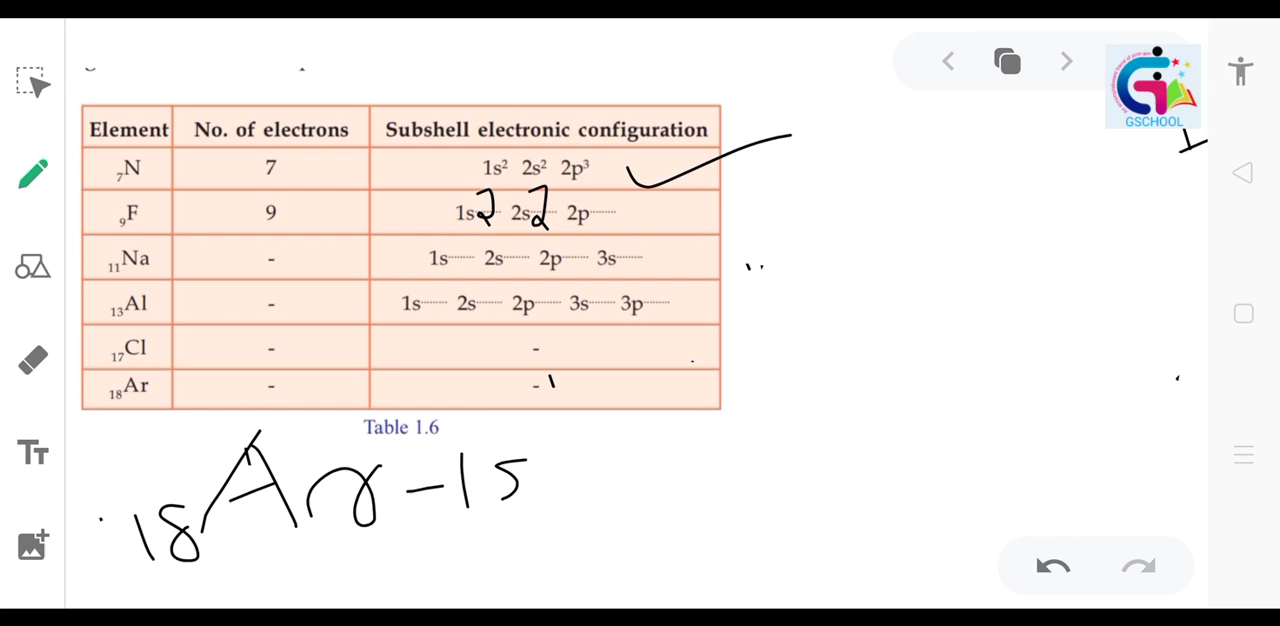 GSCHOOL
Element No. of electrons Subshell electronic configuration
₇N 7 1s² 2s² 2p³
₉F 9 1s2 2s2 2p........
₁₁Na - 1s........ 2s........ 2p........ 3s........
₁₃Al - 1s........ 2s........ 2p........ 3s........ 3p........
₁₇Cl - -
₁₈Ar - -
Table 1.6
18Ar-1s
TT